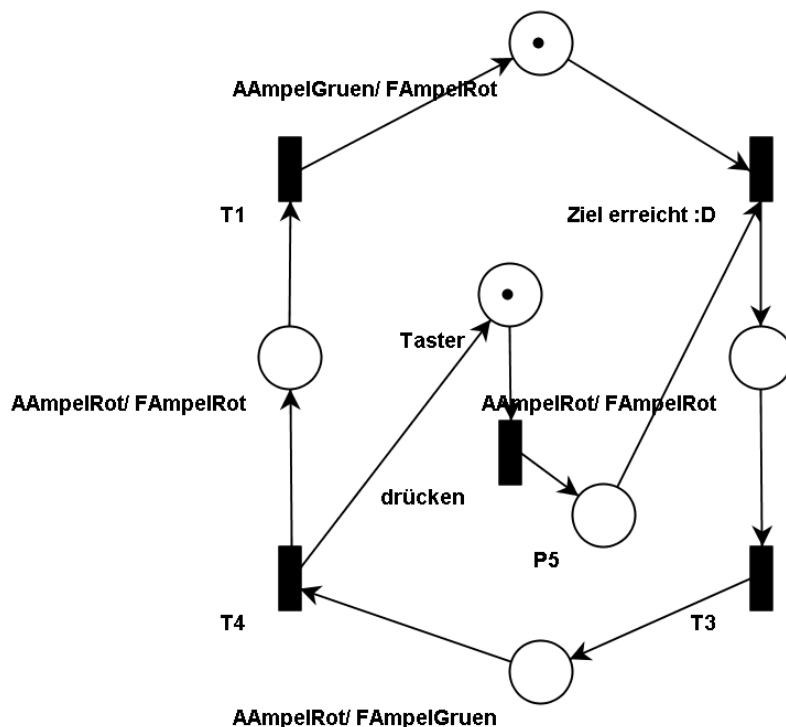 AAmpelGruen/ FAmpelRot
T1
Ziel erreicht :D
Taster
AAmpelRot/ FAmpelRot
AAmpelRot/ FAmpelRot
drücken
P5
T4
T3
AAmpelRot/ FAmpelGruen